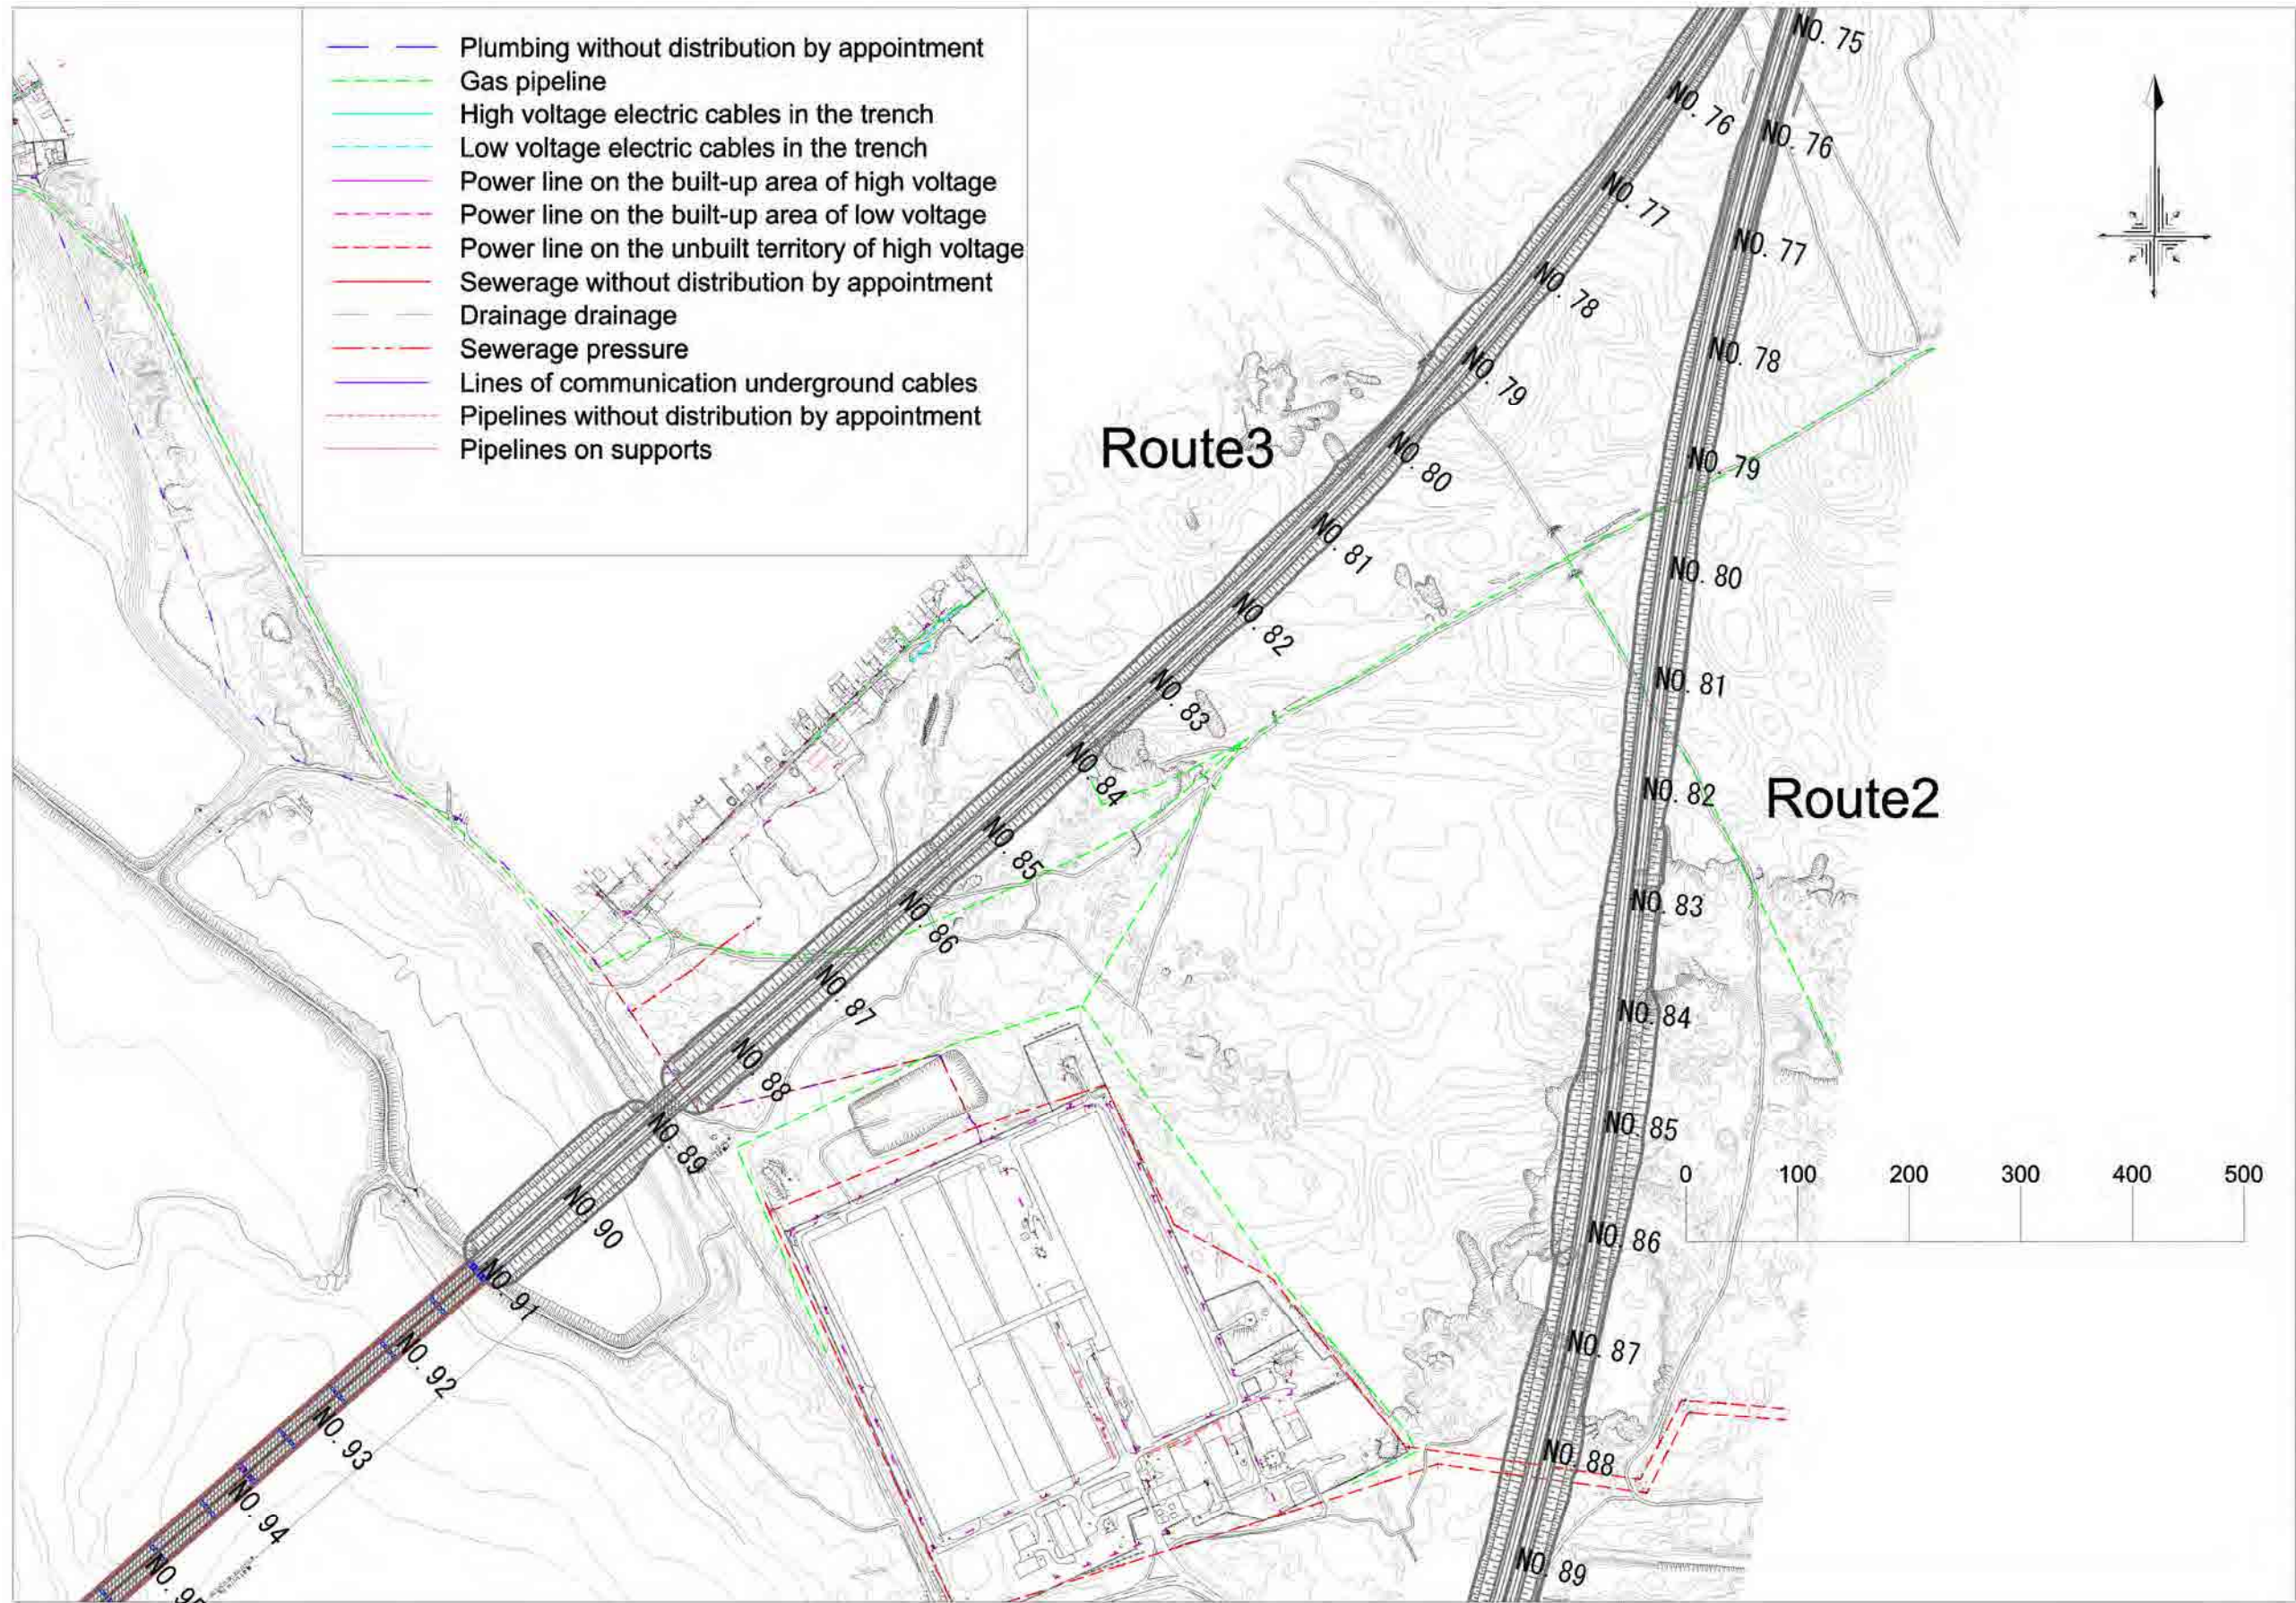 Plumbing without distribution by appointment
Gas pipeline
High voltage electric cables in the trench
Low voltage electric cables in the trench
Power line on the built-up area of high voltage
Power line on the built-up area of low voltage
Power line on the unbuilt territory of high voltage
Sewerage without distribution by appointment
Drainage drainage
Sewerage pressure
Lines of communication underground cables
Pipelines without distribution by appointment
Pipelines on supports
Route3
NO. 76
NO. 77
NO. 78
NO. 79
NO. 80
NO. 81
NO. 82
NO. 83
NO. 84
NO. 85
NO. 86
NO. 87
NO. 88
NO. 89
NO. 90
NO. 91
NO. 92
NO. 93
NO. 94
NO. 95
Route2
NO. 75
NO. 76
NO. 77
NO. 78
NO. 79
NO. 80
NO. 81
NO. 82
NO. 83
NO. 84
NO. 85
NO. 86
NO. 87
NO. 88
NO. 89
0 100 200 300 400 500